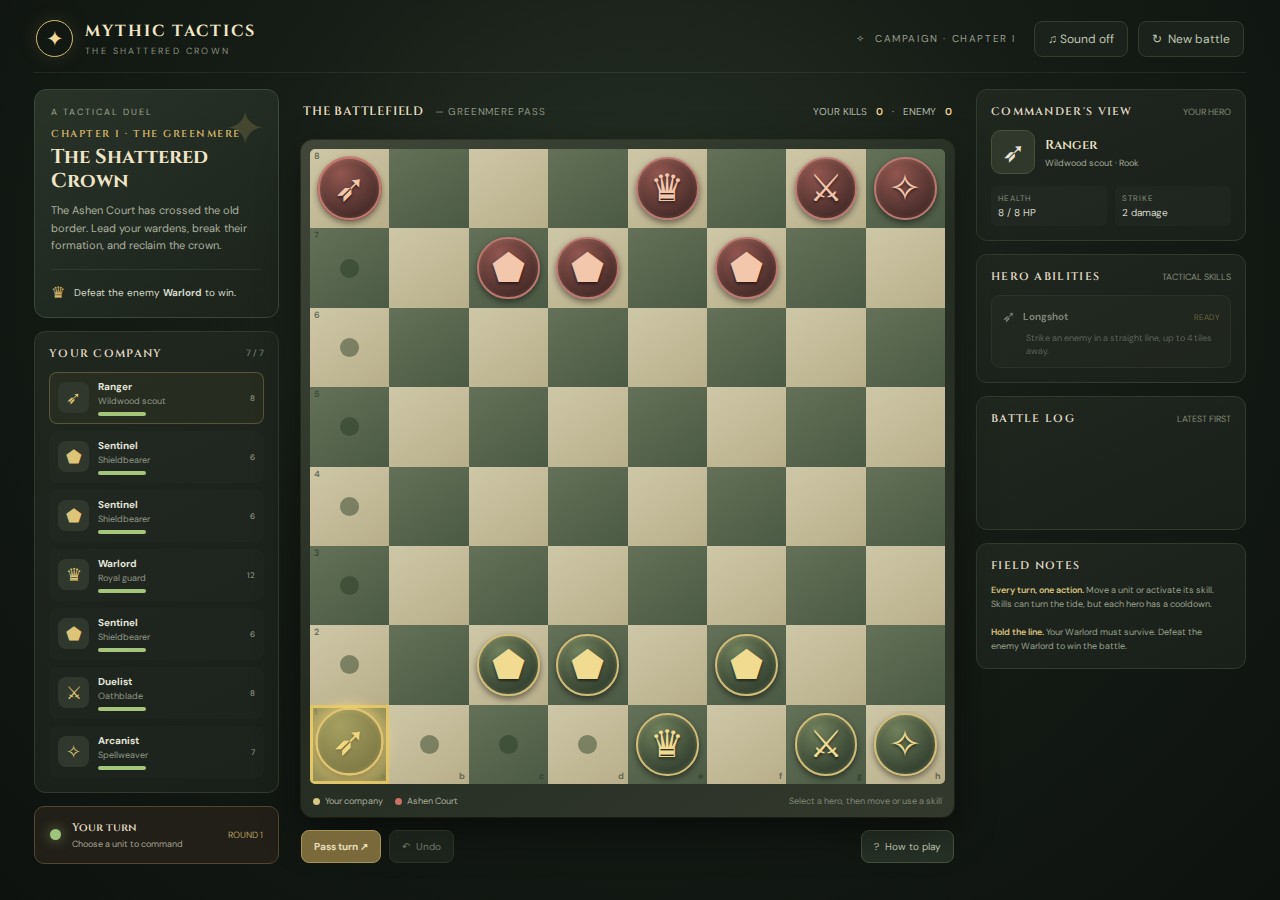 MYTHIC TACTICS
THE SHATTERED CROWN
CAMPAIGN · CHAPTER I
♫ Sound off
↻ New battle
A TACTICAL DUEL
CHAPTER I · THE GREENMERE
THE SHATTERED
CROWN
The Ashen Court has crossed the old
border. Lead your wardens, break their
formation, and reclaim the crown.
Defeat the enemy Warlord to win.
YOUR COMPANY 7 / 7
Ranger
Wildwood scout
8
Sentinel
Shieldbearer
6
Sentinel
Shieldbearer
6
Warlord
Royal guard
12
Sentinel
Shieldbearer
6
Duelist
Oathblade
8
Arcanist
Spellweaver
7
YOUR TURN
Choose a unit to command
ROUND 1
THE BATTLEFIELD — GREENMERE PASS
YOUR KILLS 0 · ENEMY 0
8
7
6
5
4
3
2
b
c
d
e
f
g
h
Your company
Ashen Court
Select a hero, then move or use a skill
Pass turn ↗
↶ Undo
? How to play
COMMANDER'S VIEW YOUR HERO
RANGER
Wildwood scout · Rook
HEALTH
8 / 8 HP
STRIKE
2 damage
HERO ABILITIES TACTICAL SKILLS
Longshot READY
Strike an enemy in a straight line, up to 4 tiles
away.
BATTLE LOG LATEST FIRST
FIELD NOTES
Every turn, one action. Move a unit or activate its skill.
Skills can turn the tide, but each hero has a cooldown.
Hold the line. Your Warlord must survive. Defeat the
enemy Warlord to win the battle.